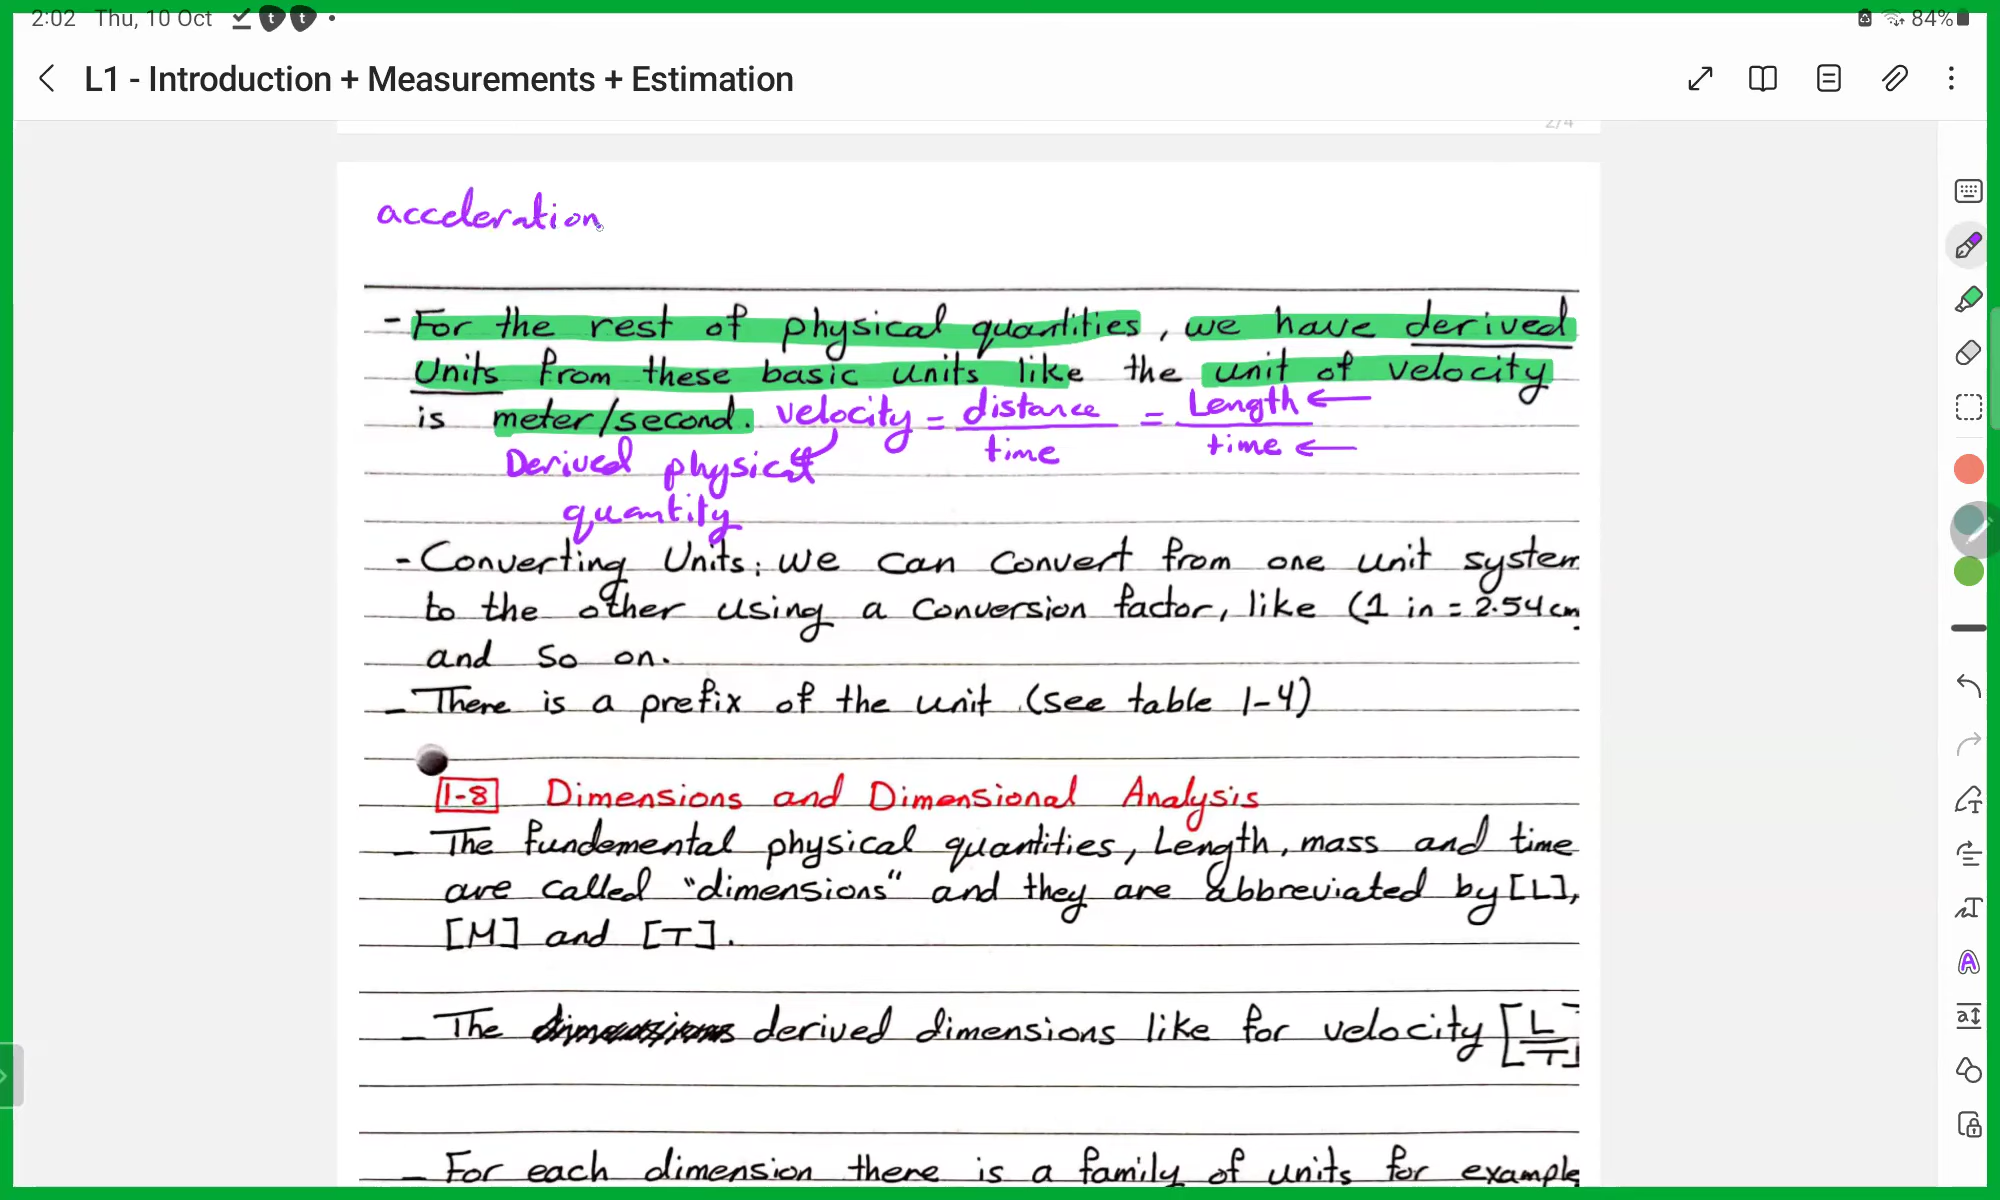 2:02 Thu, 10 Oct t t 84%
L1 - Introduction + Measurements + Estimation
2/4
acceleration
- For the rest of physical quantities, we have derived
Units from these basic units like the unit of velocity
is meter/second. velocity = distance/time = Length/time
Derived physical
quantity
- Converting Units: we can convert from one unit system
to the other using a conversion factor, like (1 in = 2.54 cm
and so on.
- There is a prefix of the unit (see table 1-4)
1-8 Dimensions and Dimensional Analysis
- The fundemental physical quantities, Length, mass and time
are called "dimensions" and they are abbreviated by [L],
[M] and [T].
- The derived dimensions like for velocity [L/T]
- For each dimension there is a family of units for example